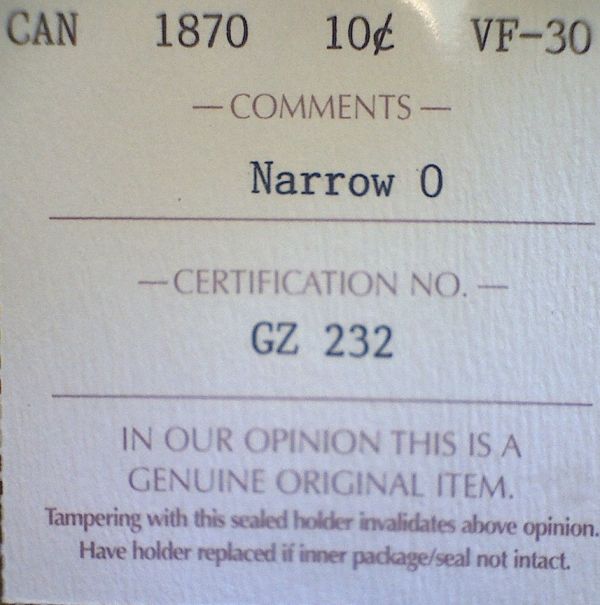 CAN 1870 10¢ VF-30
— COMMENTS —
Narrow 0
— CERTIFICATION NO. —
GZ 232
IN OUR OPINION THIS IS A
GENUINE ORIGINAL ITEM.
Tampering with this sealed holder invalidates above opinion.
Have holder replaced if inner package/seal not intact.